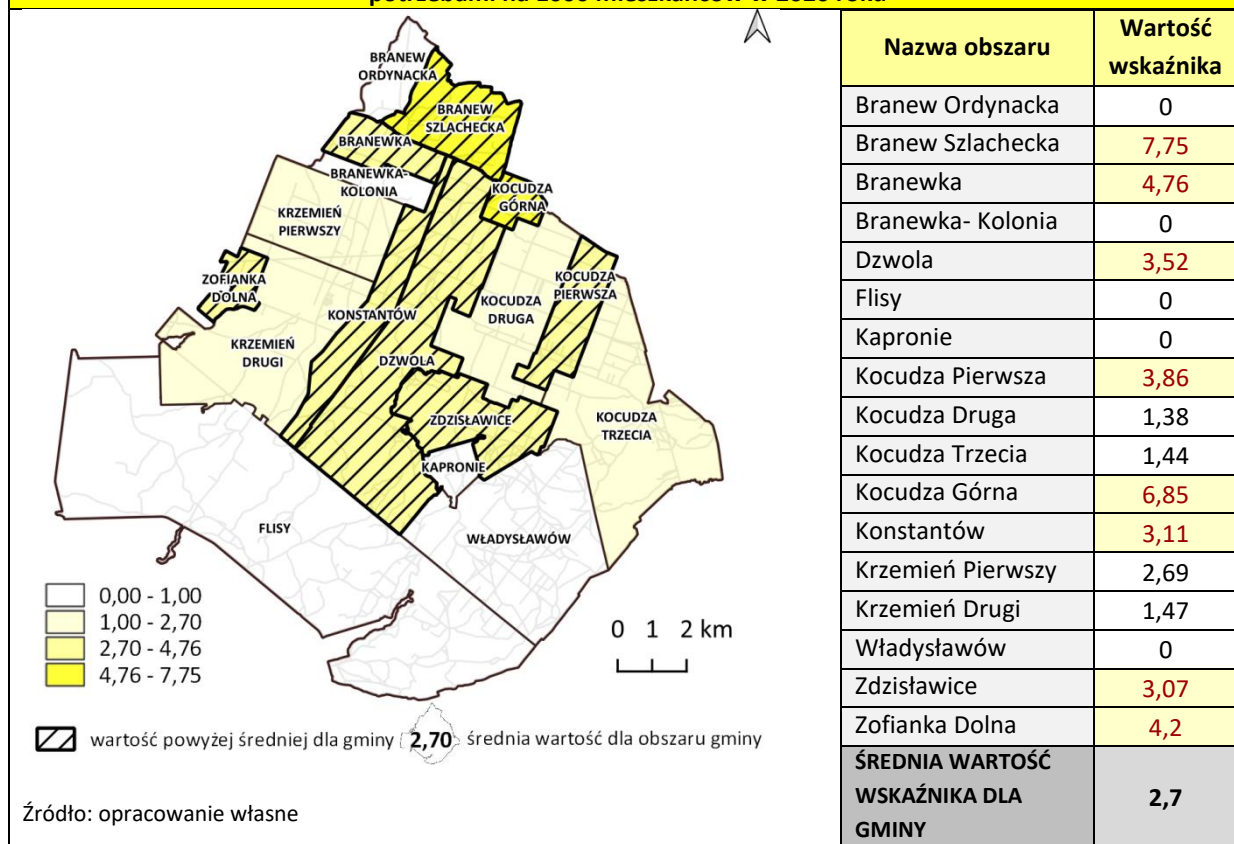 BRANEW
ORDYNACKA
BRANEW
SZLACHECKA
BRANEWKA
BRANEWKA-
KOLONIA
KOCUDZA
GÓRNA
KRZEMIEŃ
PIERWSZY
ZOFIANKA
DOLNA
KOCUDZA
PIERWSZA
KOCUDZA
DRUGA
KONSTANTÓW
KRZEMIEŃ
DRUGI
DZWOLA
ZDZISŁAWICE
KOCUDZA
TRZECIA
KAPRONIE
FLISY
WŁADYSŁAWÓW
0,00 - 1,00
1,00 - 2,70
2,70 - 4,76
4,76 - 7,75
0 1 2 km
wartość powyżej średniej dla gminy 2,70 średnia wartość dla obszaru gminy
Źródło: opracowanie własne
Nazwa obszaru Wartość
wskaźnika
Branew Ordynacka 0
Branew Szlachecka 7,75
Branewka 4,76
Branewka- Kolonia 0
Dzwola 3,52
Flisy 0
Kapronie 0
Kocudza Pierwsza 3,86
Kocudza Druga 1,38
Kocudza Trzecia 1,44
Kocudza Górna 6,85
Konstantów 3,11
Krzemień Pierwszy 2,69
Krzemień Drugi 1,47
Władysławów 0
Zdzisławice 3,07
Zofianka Dolna 4,2
ŚREDNIA WARTOŚĆ
WSKAŹNIKA DLA 2,7
GMINY